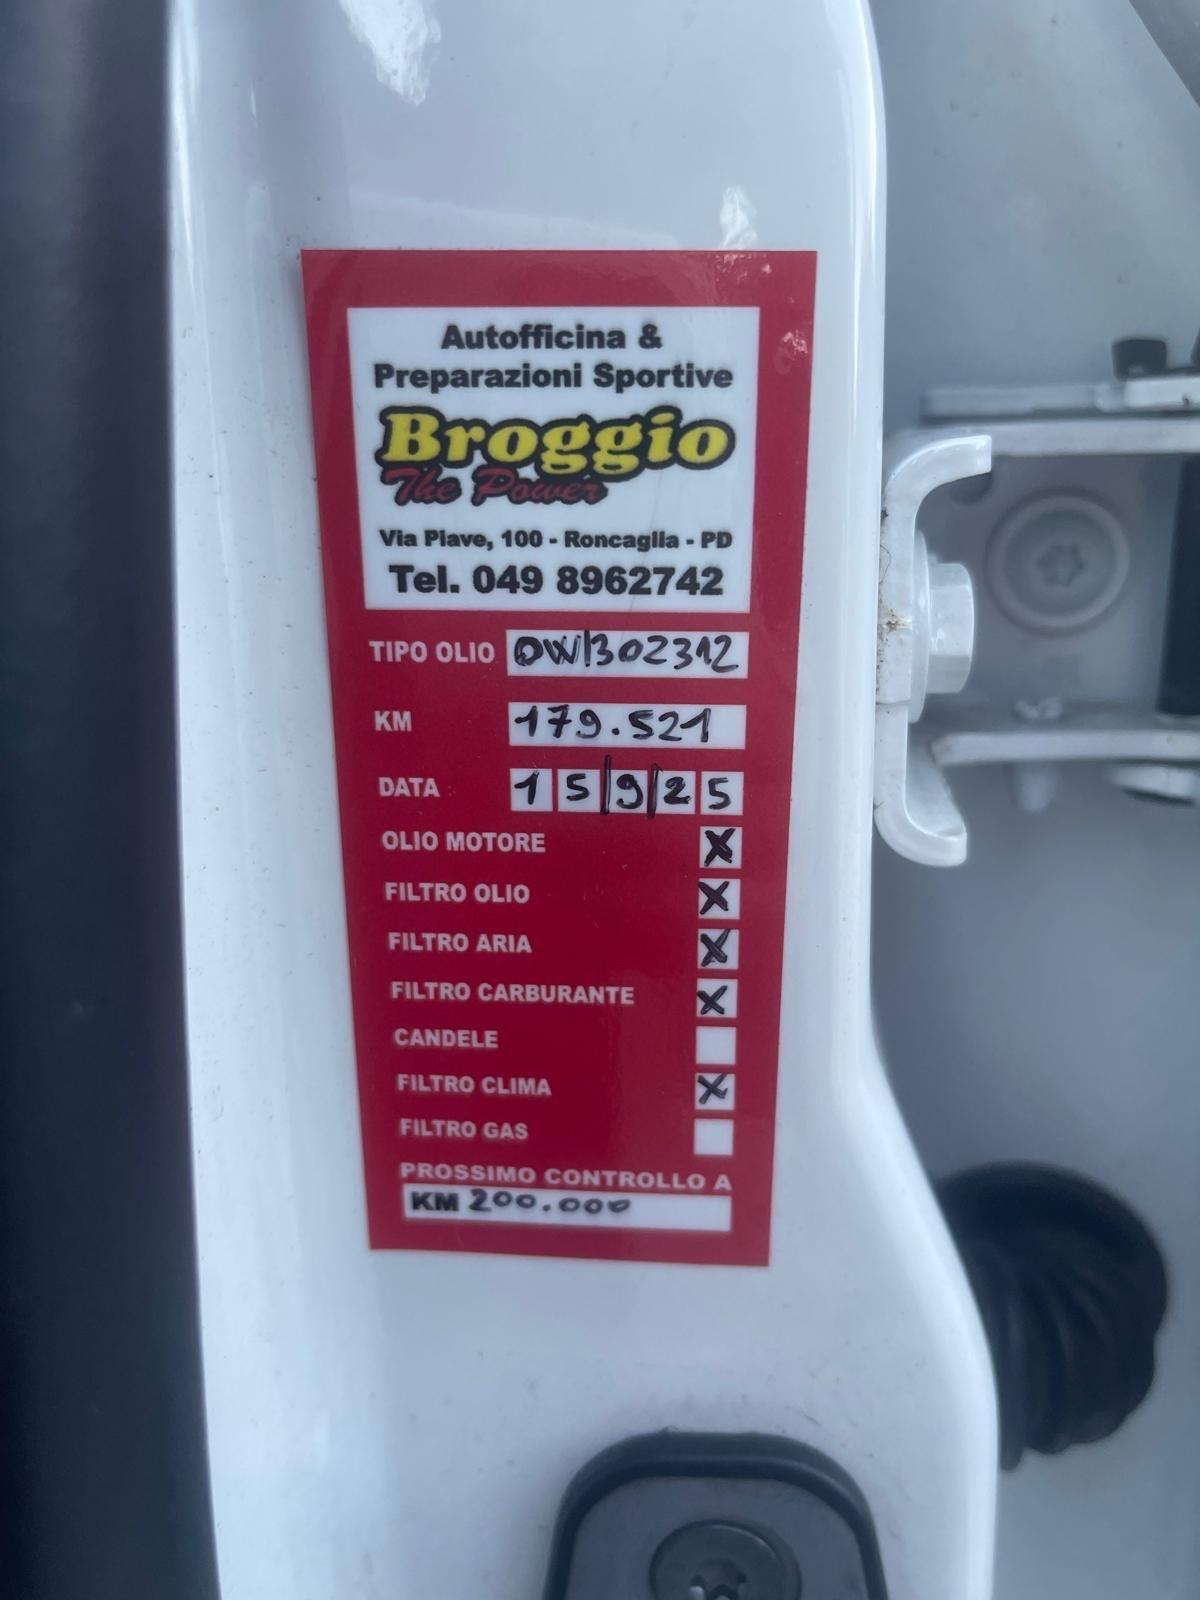 Autofficina &
Preparazioni Sportive
Broggio
The Power
Via Piave, 100 - Roncaglia - PD
Tel. 049 8962742
TIPO OLIO 0W/302312
KM 179.521
DATA 15/9/25
OLIO MOTORE X
FILTRO OLIO X
FILTRO ARIA X
FILTRO CARBURANTE X
CANDELE
FILTRO CLIMA X
FILTRO GAS
PROSSIMO CONTROLLO A
KM 200.000